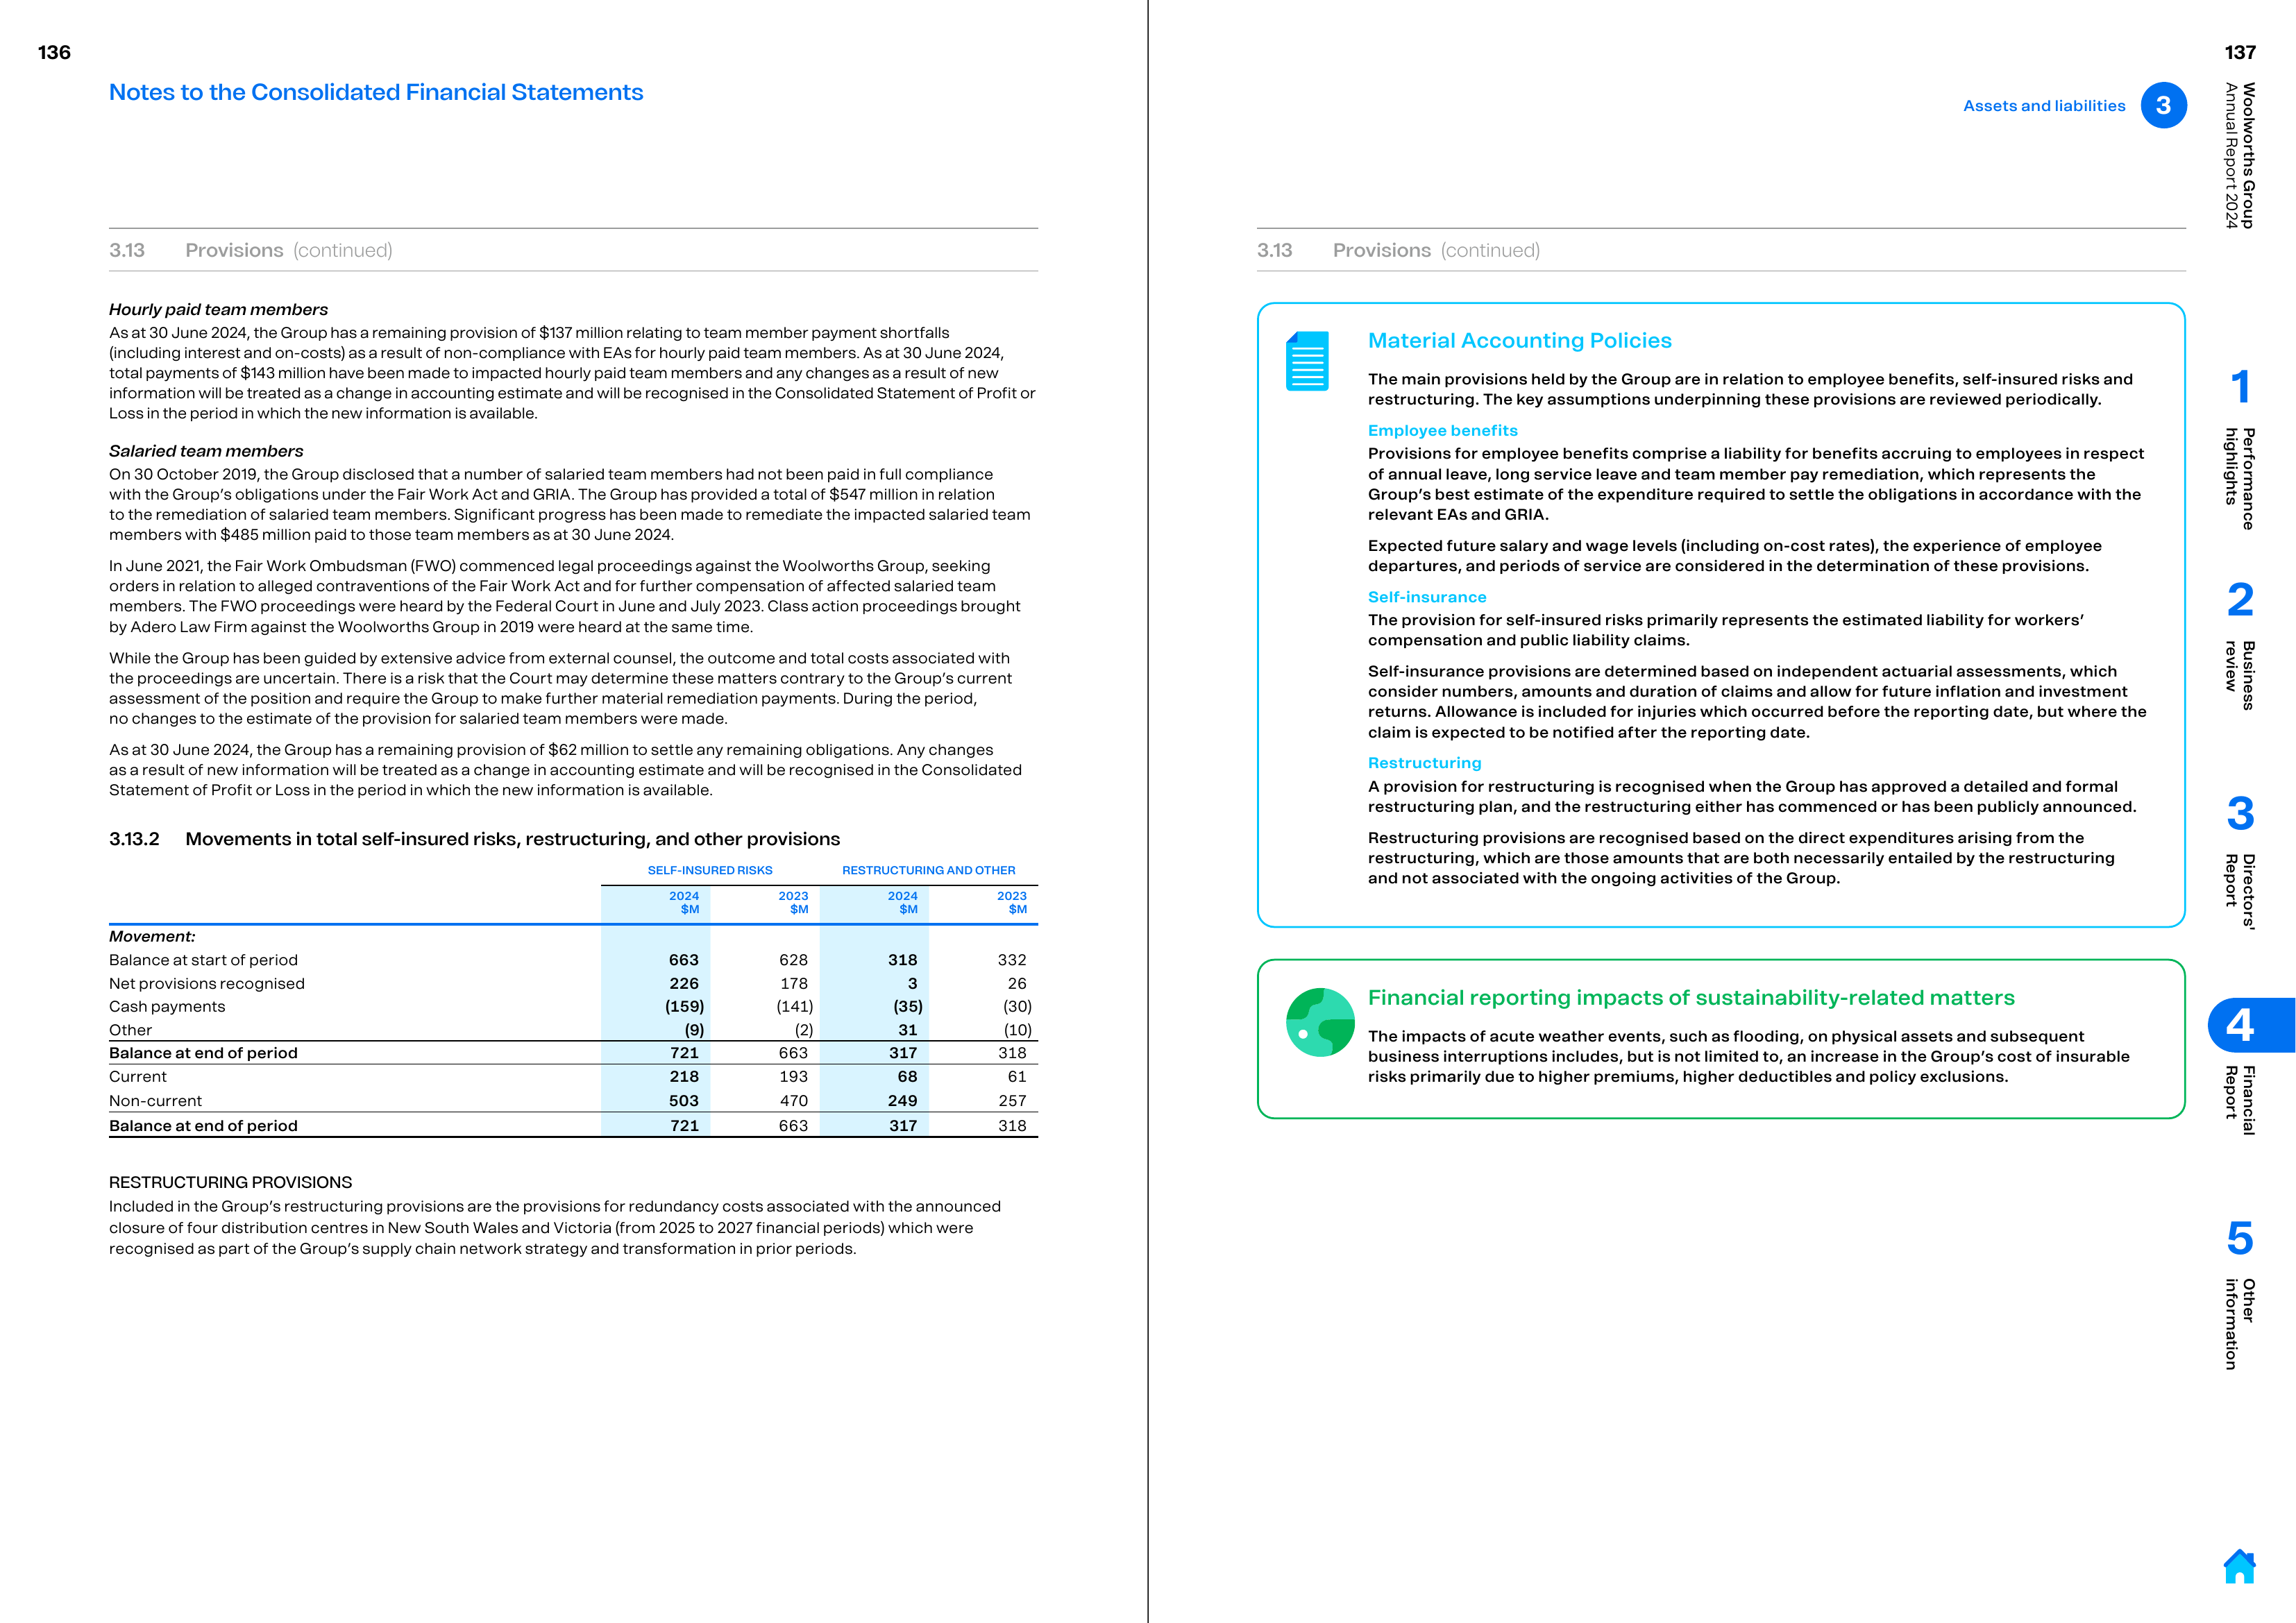 136
Notes to the Consolidated Financial Statements
3.13 Provisions (continued)
Hourly paid team members
As at 30 June 2024, the Group has a remaining provision of $137 million relating to team member payment shortfalls
(including interest and on-costs) as a result of non-compliance with EAs for hourly paid team members. As at 30 June 2024,
total payments of $143 million have been made to impacted hourly paid team members and any changes as a result of new
information will be treated as a change in accounting estimate and will be recognised in the Consolidated Statement of Profit or
Loss in the period in which the new information is available.
Salaried team members
On 30 October 2019, the Group disclosed that a number of salaried team members had not been paid in full compliance
with the Group's obligations under the Fair Work Act and GRIA. The Group has provided a total of $547 million in relation
to the remediation of salaried team members. Significant progress has been made to remediate the impacted salaried team
members with $485 million paid to those team members as at 30 June 2024.
In June 2021, the Fair Work Ombudsman (FWO) commenced legal proceedings against the Woolworths Group, seeking
orders in relation to alleged contraventions of the Fair Work Act and for further compensation of affected salaried team
members. The FWO proceedings were heard by the Federal Court in June and July 2023. Class action proceedings brought
by Adero Law Firm against the Woolworths Group in 2019 were heard at the same time.
While the Group has been guided by extensive advice from external counsel, the outcome and total costs associated with
the proceedings are uncertain. There is a risk that the Court may determine these matters contrary to the Group's current
assessment of the position and require the Group to make further material remediation payments. During the period,
no changes to the estimate of the provision for salaried team members were made.
As at 30 June 2024, the Group has a remaining provision of $62 million to settle any remaining obligations. Any changes
as a result of new information will be treated as a change in accounting estimate and will be recognised in the Consolidated
Statement of Profit or Loss in the period in which the new information is available.
3.13.2 Movements in total self-insured risks, restructuring, and other provisions
SELF-INSURED RISKS RESTRUCTURING AND OTHER
2024 2023 2024 2023
$M $M $M $M
Movement:
Balance at start of period 663 628 318 332
Net provisions recognised 226 178 3 26
Cash payments (159) (141) (35) (30)
Other (9) (2) 31 (10)
Balance at end of period 721 663 317 318
Current 218 193 68 61
Non-current 503 470 249 257
Balance at end of period 721 663 317 318
RESTRUCTURING PROVISIONS
Included in the Group's restructuring provisions are the provisions for redundancy costs associated with the announced
closure of four distribution centres in New South Wales and Victoria (from 2025 to 2027 financial periods) which were
recognised as part of the Group's supply chain network strategy and transformation in prior periods.
Assets and liabilities 3
3.13 Provisions (continued)
Material Accounting Policies
The main provisions held by the Group are in relation to employee benefits, self-insured risks and
restructuring. The key assumptions underpinning these provisions are reviewed periodically.
Employee benefits
Provisions for employee benefits comprise a liability for benefits accruing to employees in respect
of annual leave, long service leave and team member pay remediation, which represents the
Group's best estimate of the expenditure required to settle the obligations in accordance with the
relevant EAs and GRIA.
Expected future salary and wage levels (including on-cost rates), the experience of employee
departures, and periods of service are considered in the determination of these provisions.
Self-insurance
The provision for self-insured risks primarily represents the estimated liability for workers'
compensation and public liability claims.
Self-insurance provisions are determined based on independent actuarial assessments, which
consider numbers, amounts and duration of claims and allow for future inflation and investment
returns. Allowance is included for injuries which occurred before the reporting date, but where the
claim is expected to be notified after the reporting date.
Restructuring
A provision for restructuring is recognised when the Group has approved a detailed and formal
restructuring plan, and the restructuring either has commenced or has been publicly announced.
Restructuring provisions are recognised based on the direct expenditures arising from the
restructuring, which are those amounts that are both necessarily entailed by the restructuring
and not associated with the ongoing activities of the Group.
Financial reporting impacts of sustainability-related matters
The impacts of acute weather events, such as flooding, on physical assets and subsequent
business interruptions includes, but is not limited to, an increase in the Group's cost of insurable
risks primarily due to higher premiums, higher deductibles and policy exclusions.
137
Woolworths Group
Annual Report 2024
1
Performance
highlights
2
Business
review
3
Directors'
Report
4
Financial
Report
5
Other
information